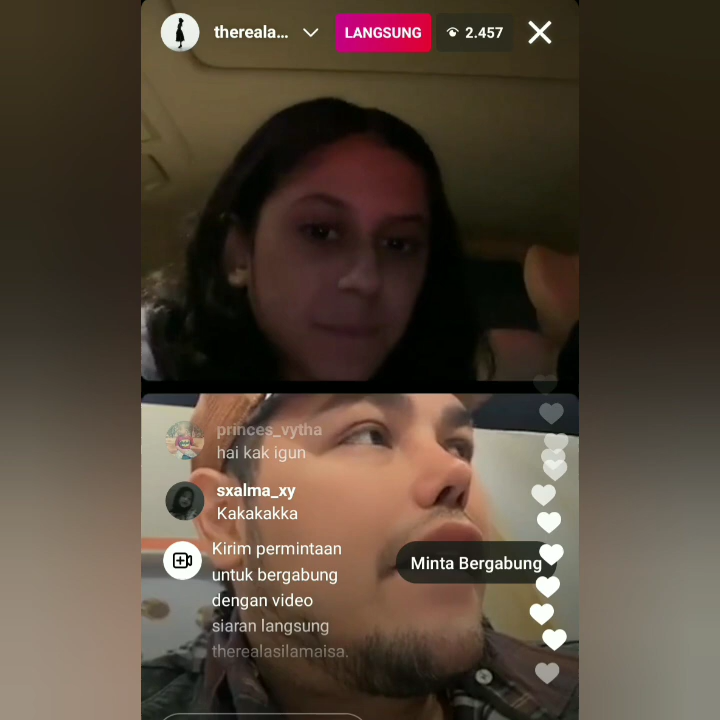 thereala...
LANGSUNG
2.457
princes_vytha
hai kak igun
sxalma_xy
Kakakakka
Kirim permintaan
untuk bergabung
dengan video
siaran langsung
therealasilamaisa.
Minta Bergabung